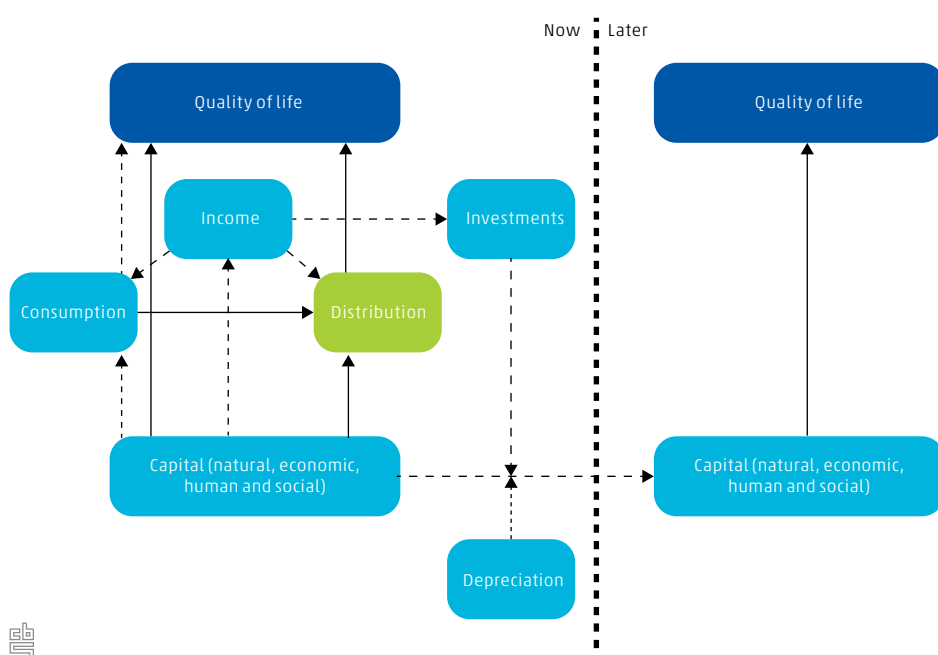 Now
Later
Quality of life
Quality of life
Income
Investments
Consumption
Distribution
Capital (natural, economic,
human and social)
Capital (natural, economic,
human and social)
Depreciation